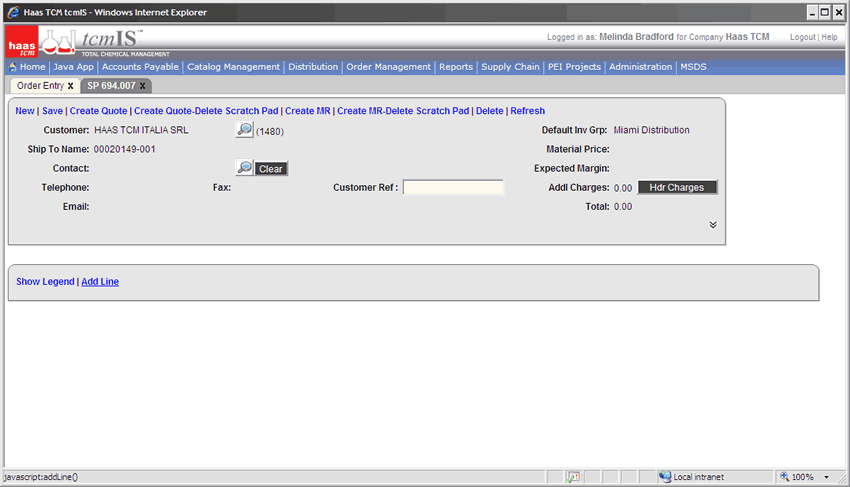 Haas TCM tcmIS - Windows Internet Explorer
haas tcm
tcmIS™
TOTAL CHEMICAL MANAGEMENT
Logged in as: Melinda Bradford for Company Haas TCM
Logout | Help
Home | Java App | Accounts Payable | Catalog Management | Distribution | Order Management | Reports | Supply Chain | PEI Projects | Administration | MSDS
Order Entry X
SP 694.007 X
New | Save | Create Quote | Create Quote-Delete Scratch Pad | Create MR | Create MR-Delete Scratch Pad | Delete | Refresh
Customer: HAAS TCM ITALIA SRL (1480) Default Inv Grp: Miami Distribution
Ship To Name: 00020149-001 Material Price:
Contact: Clear Expected Margin:
Telephone: Fax: Customer Ref : Addl Charges: 0.00 Hdr Charges
Email: Total: 0.00
Show Legend | Add Line
javascript:addLine()
Local intranet
100%